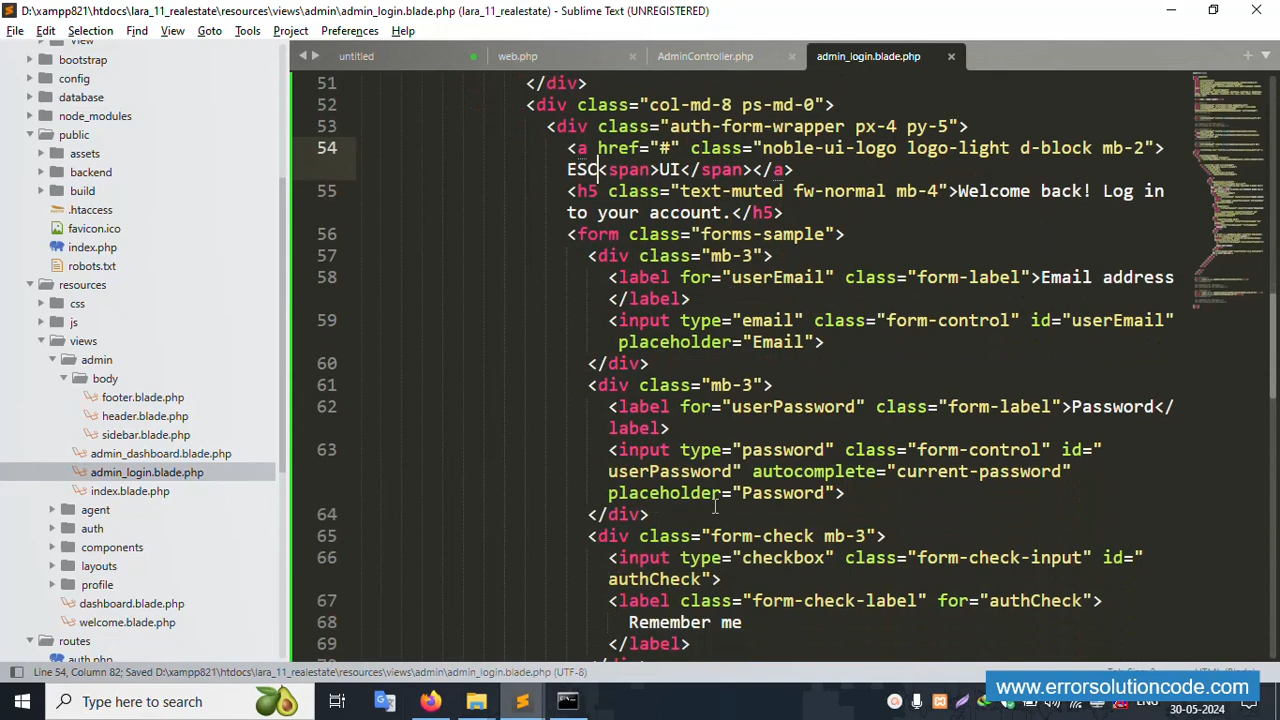 D:\xampp821\htdocs\lara_11_realestate\resources\views\admin\admin_login.blade.php (lara_11_realestate) - Sublime Text (UNREGISTERED)
File Edit Selection Find View Goto Tools Project Preferences Help
untitled web.php AdminController.php admin_login.blade.php
bootstrap
config
database
node_modules
public
assets
backend
build
.htaccess
favicon.ico
index.php
robots.txt
resources
css
js
views
admin
body
footer.blade.php
header.blade.php
sidebar.blade.php
admin_dashboard.blade.php
admin_login.blade.php
index.blade.php
agent
auth
components
layouts
profile
dashboard.blade.php
welcome.blade.php
routes
auth.php
51 </div>
52 <div class="col-md-8 ps-md-0">
53 <div class="auth-form-wrapper px-4 py-5">
54 <a href="#" class="noble-ui-logo logo-light d-block mb-2">
ESC<span>UI</span></a>
55 <h5 class="text-muted fw-normal mb-4">Welcome back! Log in
to your account.</h5>
56 <form class="forms-sample">
57 <div class="mb-3">
58 <label for="userEmail" class="form-label">Email address
</label>
59 <input type="email" class="form-control" id="userEmail"
placeholder="Email">
60 </div>
61 <div class="mb-3">
62 <label for="userPassword" class="form-label">Password</
label>
63 <input type="password" class="form-control" id="
userPassword" autocomplete="current-password"
placeholder="Password">
64 </div>
65 <div class="form-check mb-3">
66 <input type="checkbox" class="form-check-input" id="
authCheck">
67 <label class="form-check-label" for="authCheck">
68 Remember me
69 </label>
Line 54, Column 82; Saved D:\xampp821\htdocs\lara_11_realestate\resources\views\admin\admin_login.blade.php (UTF-8)
Type here to search
www.errorsolutioncode.com
30-05-2024